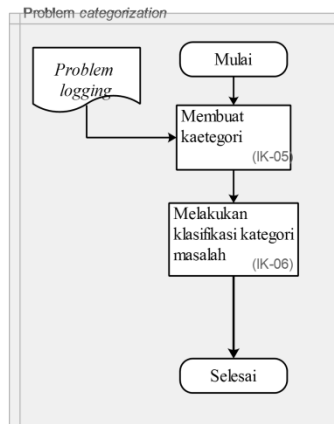 Problem categorization
Problem
logging
Mulai
Membuat
kaetegori
(IK-05)
Melakukan
klasifikasi kategori
masalah
(IK-06)
Selesai